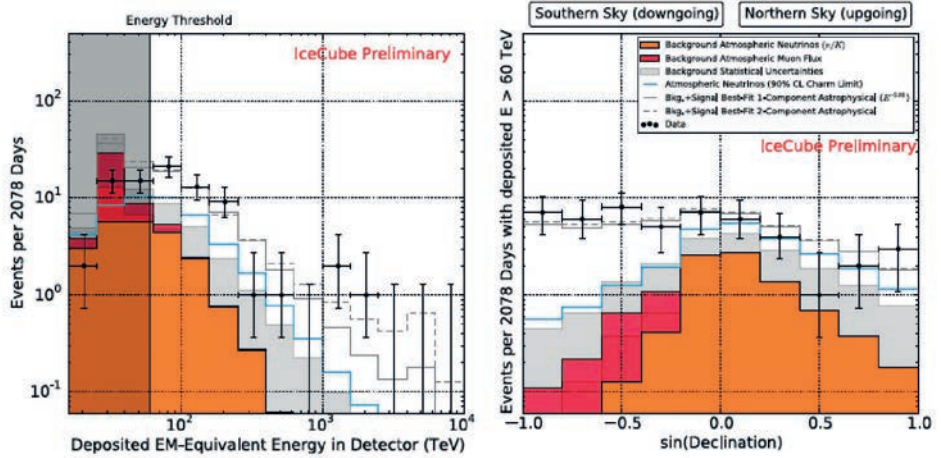 Energy Threshold
IceCube Preliminary
Events per 2078 Days
10²
10¹
10⁰
10⁻¹
10²
10³
10⁴
Deposited EM-Equivalent Energy in Detector (TeV)
Southern Sky (downgoing)
Northern Sky (upgoing)
Background Atmospheric Neutrinos (π/K)
Background Atmospheric Muon Flux
Background Statistical Uncertainties
Atmospheric Neutrinos (90% CL Charm Limit)
Bkg.+Signal Best-Fit 1-Component Astrophysical
Bkg.+Signal Best-Fit 2-Component Astrophysical
Data
IceCube Preliminary
Events per 2078 Days with deposited E > 60 TeV
−1.0
−0.5
0.0
0.5
1.0
sin(Declination)